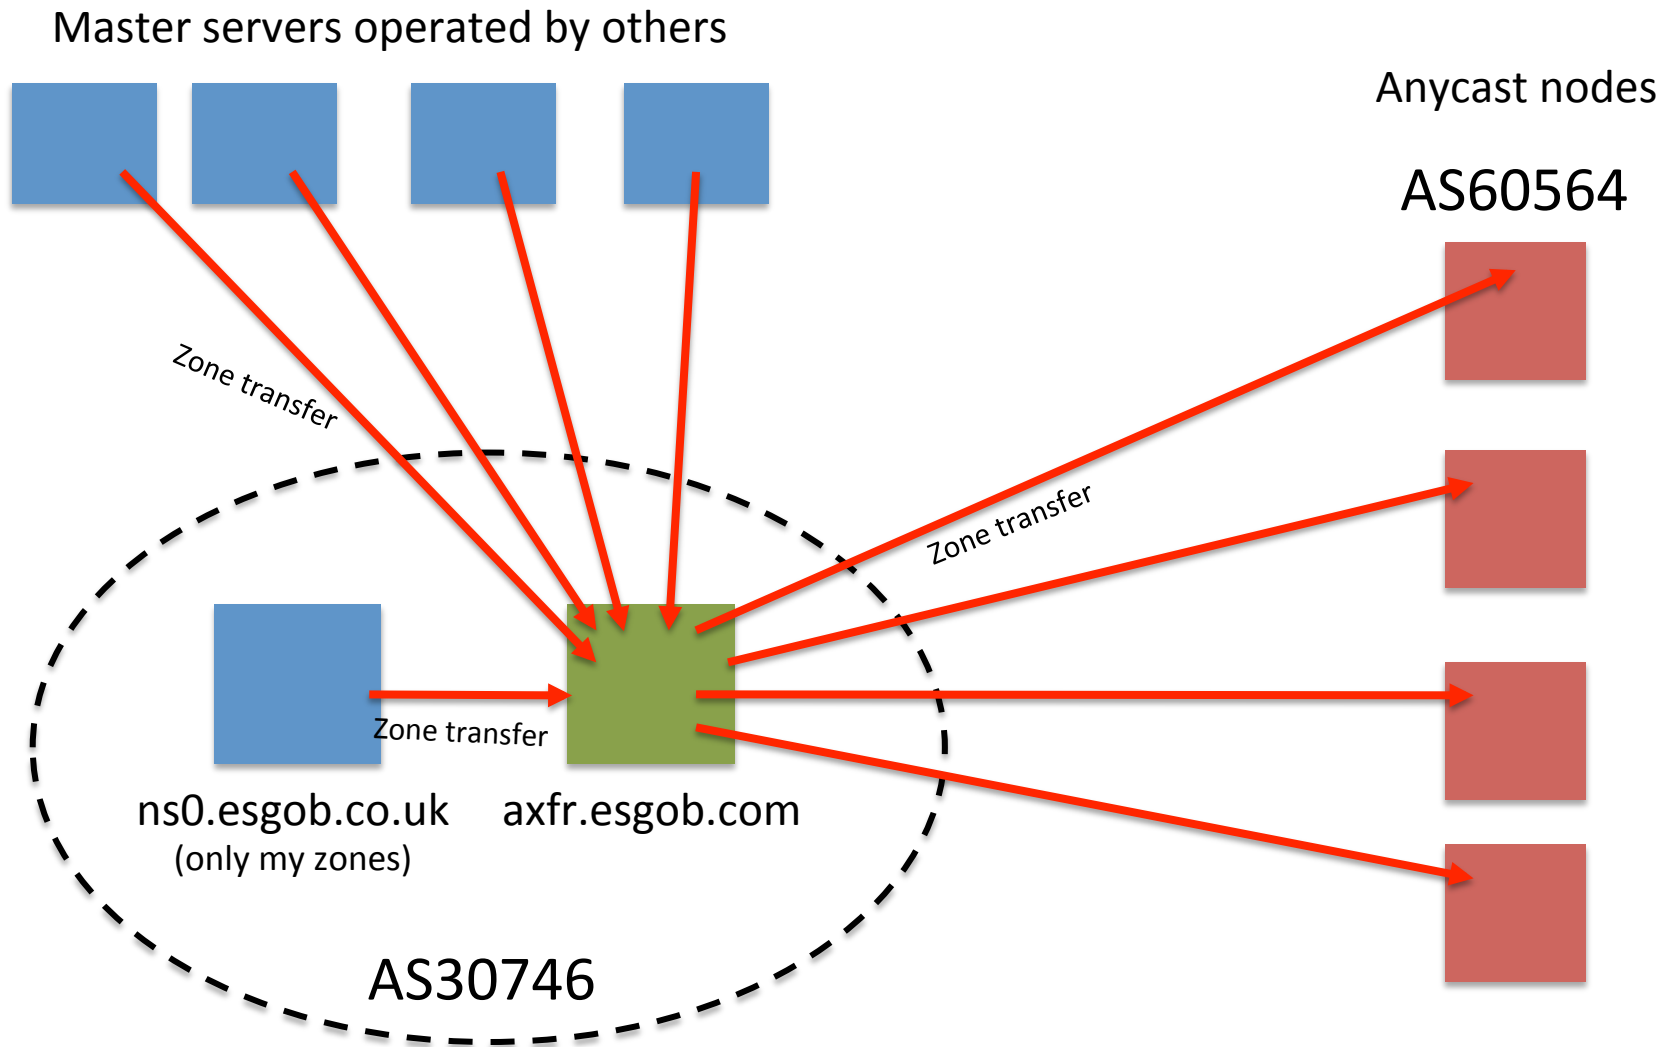 Master servers operated by others
Anycast nodes
AS60564
Zone transfer
Zone transfer
Zone transfer
ns0.esgob.co.uk
(only my zones)
axfr.esgob.com
AS30746